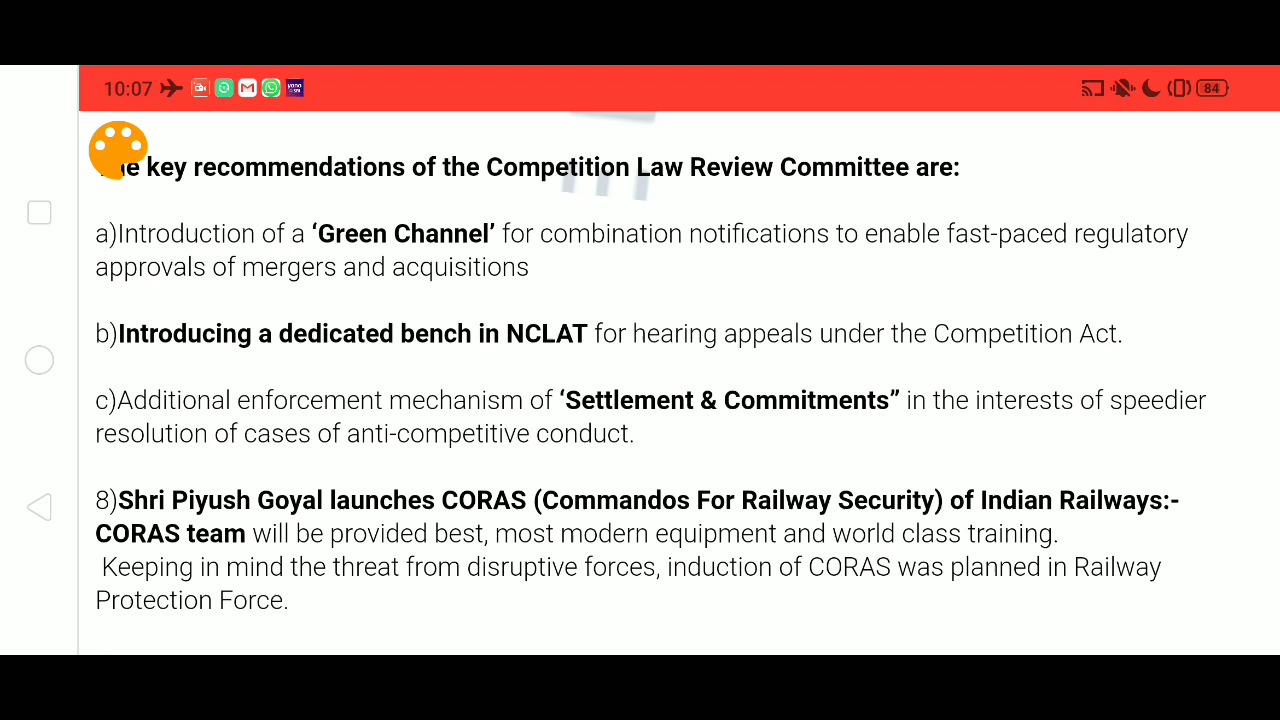 10:07
84
key recommendations of the Competition Law Review Committee are:
a)Introduction of a ‘Green Channel’ for combination notifications to enable fast-paced regulatory
approvals of mergers and acquisitions
b)Introducing a dedicated bench in NCLAT for hearing appeals under the Competition Act.
c)Additional enforcement mechanism of ‘Settlement & Commitments” in the interests of speedier
resolution of cases of anti-competitive conduct.
8)Shri Piyush Goyal launches CORAS (Commandos For Railway Security) of Indian Railways:-
CORAS team will be provided best, most modern equipment and world class training.
Keeping in mind the threat from disruptive forces, induction of CORAS was planned in Railway
Protection Force.